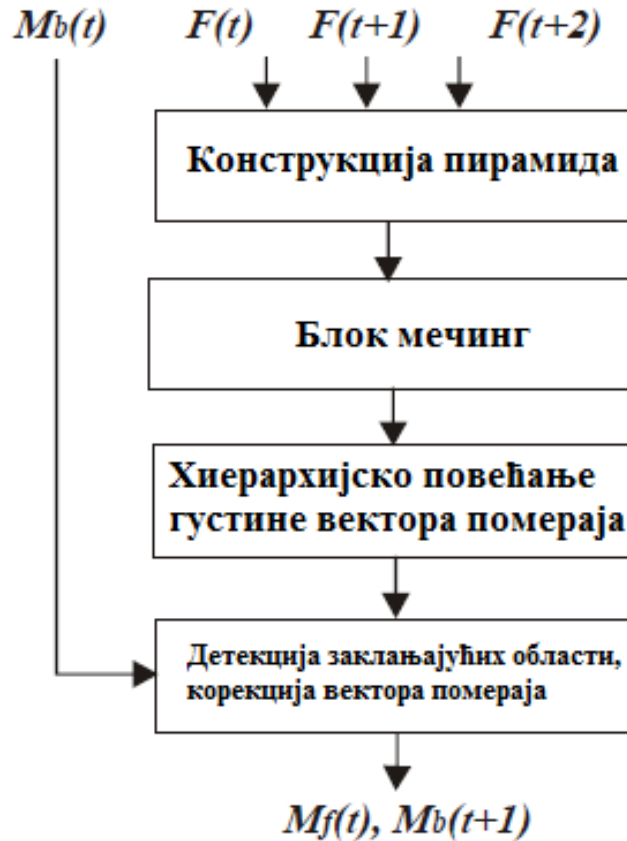 Mb(t) F(t) F(t+1) F(t+2)
Конструкција пирамида
Блок мечинг
Хиерархијско повећање
густине вектора помераја
Детекција заклањајућих области,
корекција вектора помераја
Mf(t), Mb(t+1)